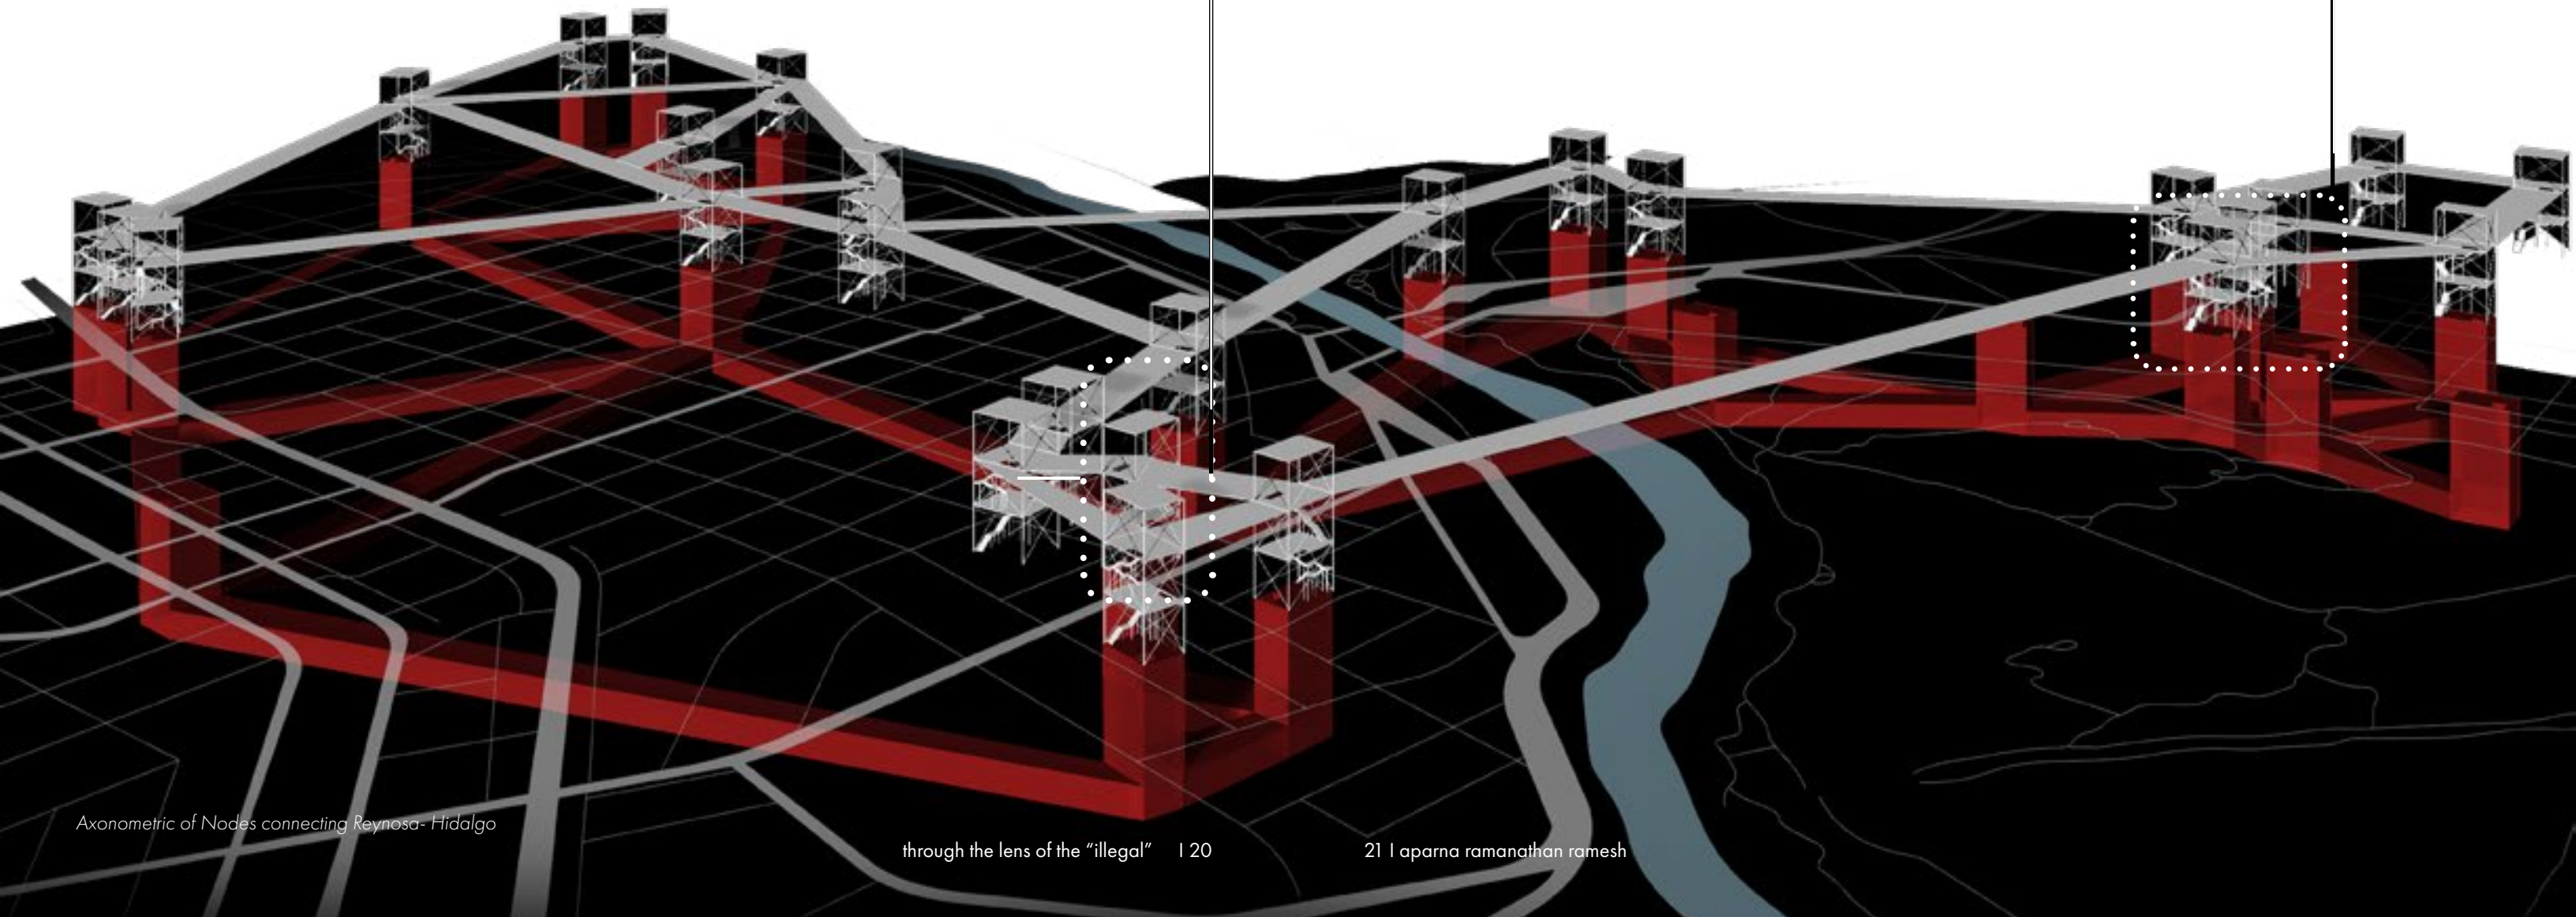 Axonometric of Nodes connecting Reynosa- Hidalgo
through the lens of the “illegal” | 20
21 | aparna ramanathan ramesh